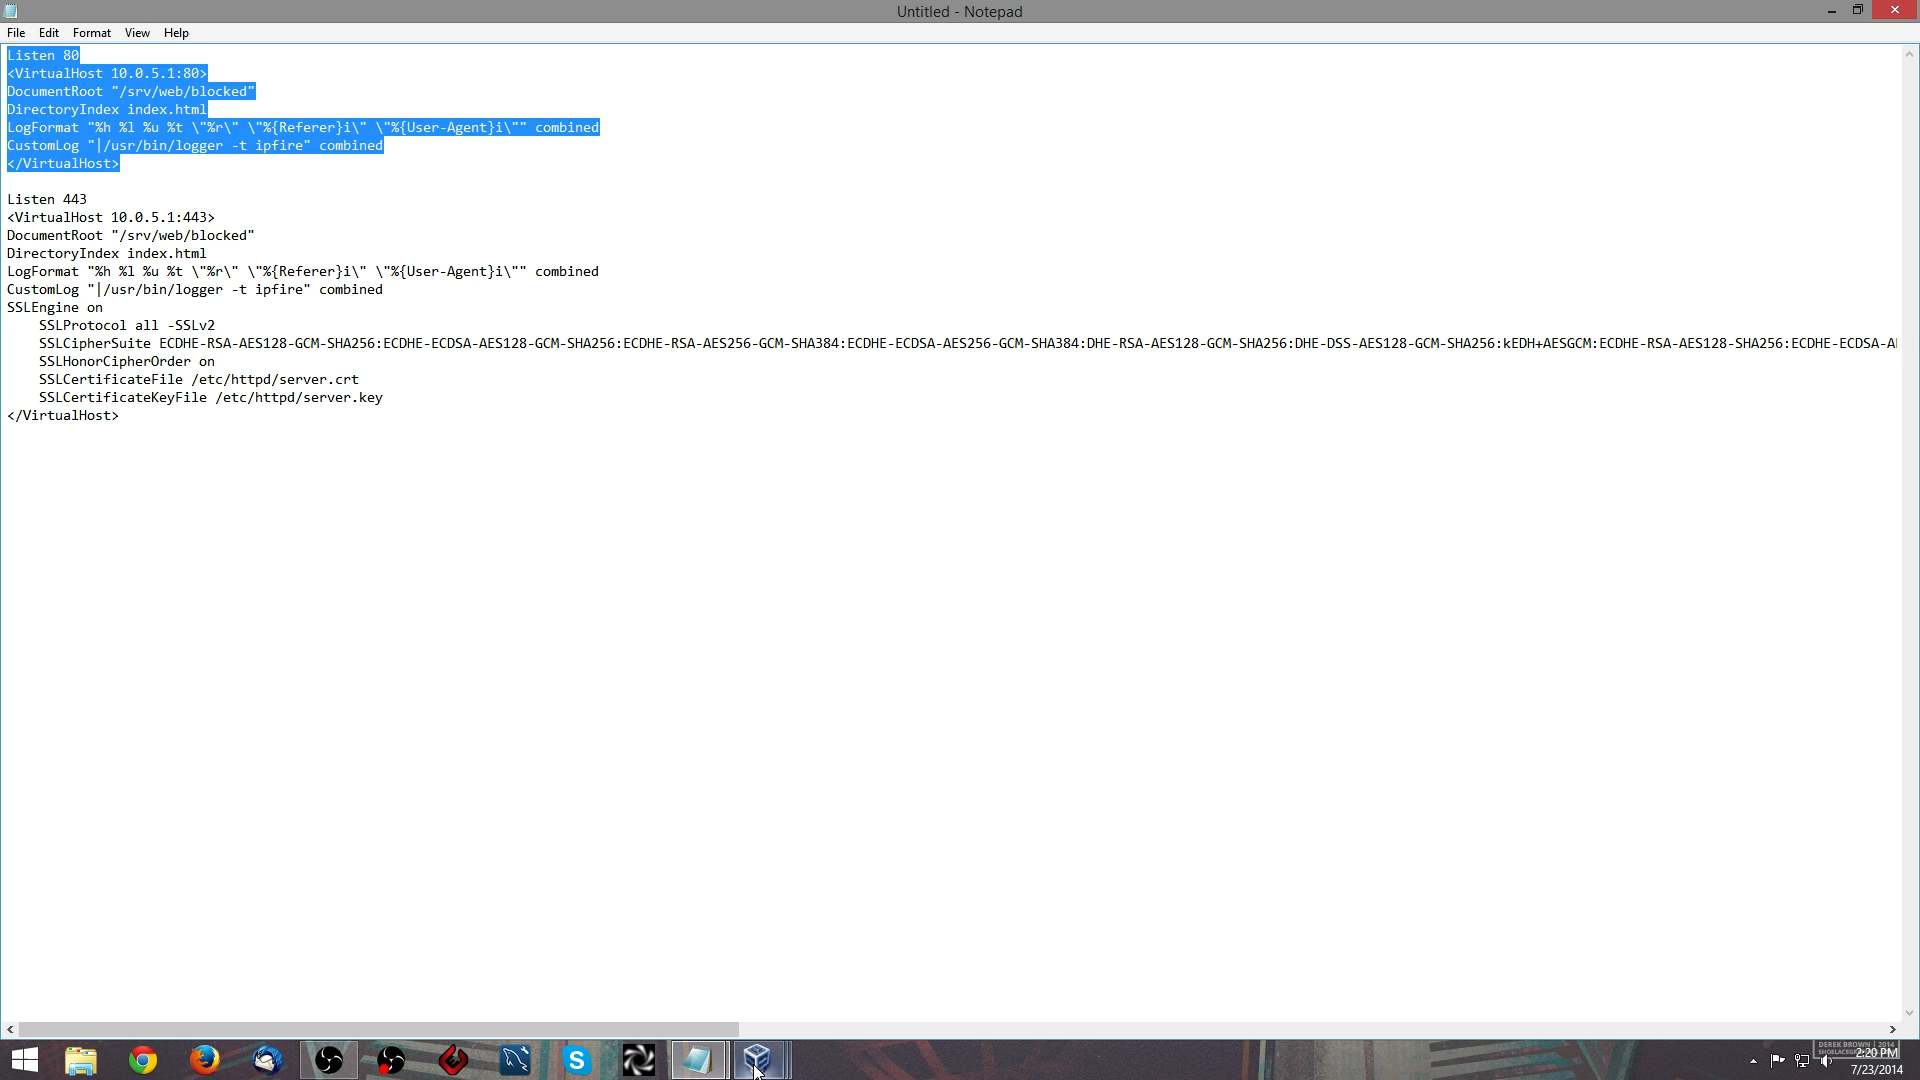 Untitled - Notepad
File Edit Format View Help
Listen 80
<VirtualHost 10.0.5.1:80>
DocumentRoot "/srv/web/blocked"
DirectoryIndex index.html
LogFormat "%h %l %u %t \"%r\" \"%{Referer}i\" \"%{User-Agent}i\"" combined
CustomLog "|/usr/bin/logger -t ipfire" combined
</VirtualHost>
Listen 443
<VirtualHost 10.0.5.1:443>
DocumentRoot "/srv/web/blocked"
DirectoryIndex index.html
LogFormat "%h %l %u %t \"%r\" \"%{Referer}i\" \"%{User-Agent}i\"" combined
CustomLog "|/usr/bin/logger -t ipfire" combined
SSLEngine on
SSLProtocol all -SSLv2
SSLCipherSuite ECDHE-RSA-AES128-GCM-SHA256:ECDHE-ECDSA-AES128-GCM-SHA256:ECDHE-RSA-AES256-GCM-SHA384:ECDHE-ECDSA-AES256-GCM-SHA384:DHE-RSA-AES128-GCM-SHA256:DHE-DSS-AES128-GCM-SHA256:kEDH+AESGCM:ECDHE-RSA-AES128-SHA256:ECDHE-ECDSA-A
SSLHonorCipherOrder on
SSLCertificateFile /etc/httpd/server.crt
SSLCertificateKeyFile /etc/httpd/server.key
</VirtualHost>
DEREK BROWN | 2014
2:20 PM
7/23/2014